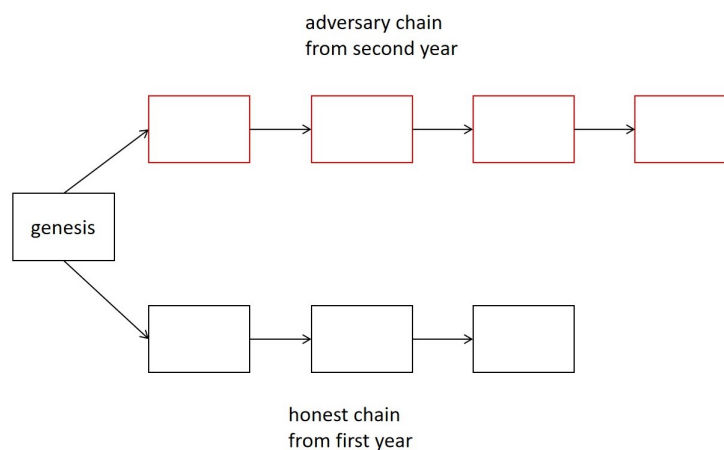 adversary chain
from second year
genesis
honest chain
from first year